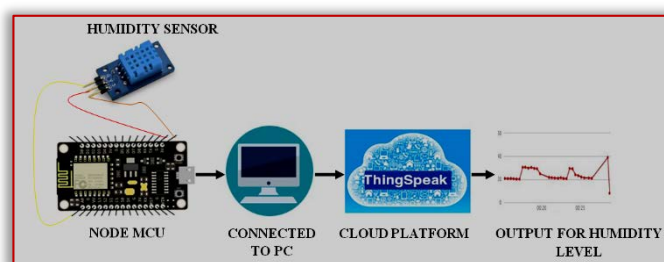 HUMIDITY SENSOR
ThingSpeak
NODE MCU
CONNECTED
TO PC
CLOUD PLATFORM
OUTPUT FOR HUMIDITY
LEVEL